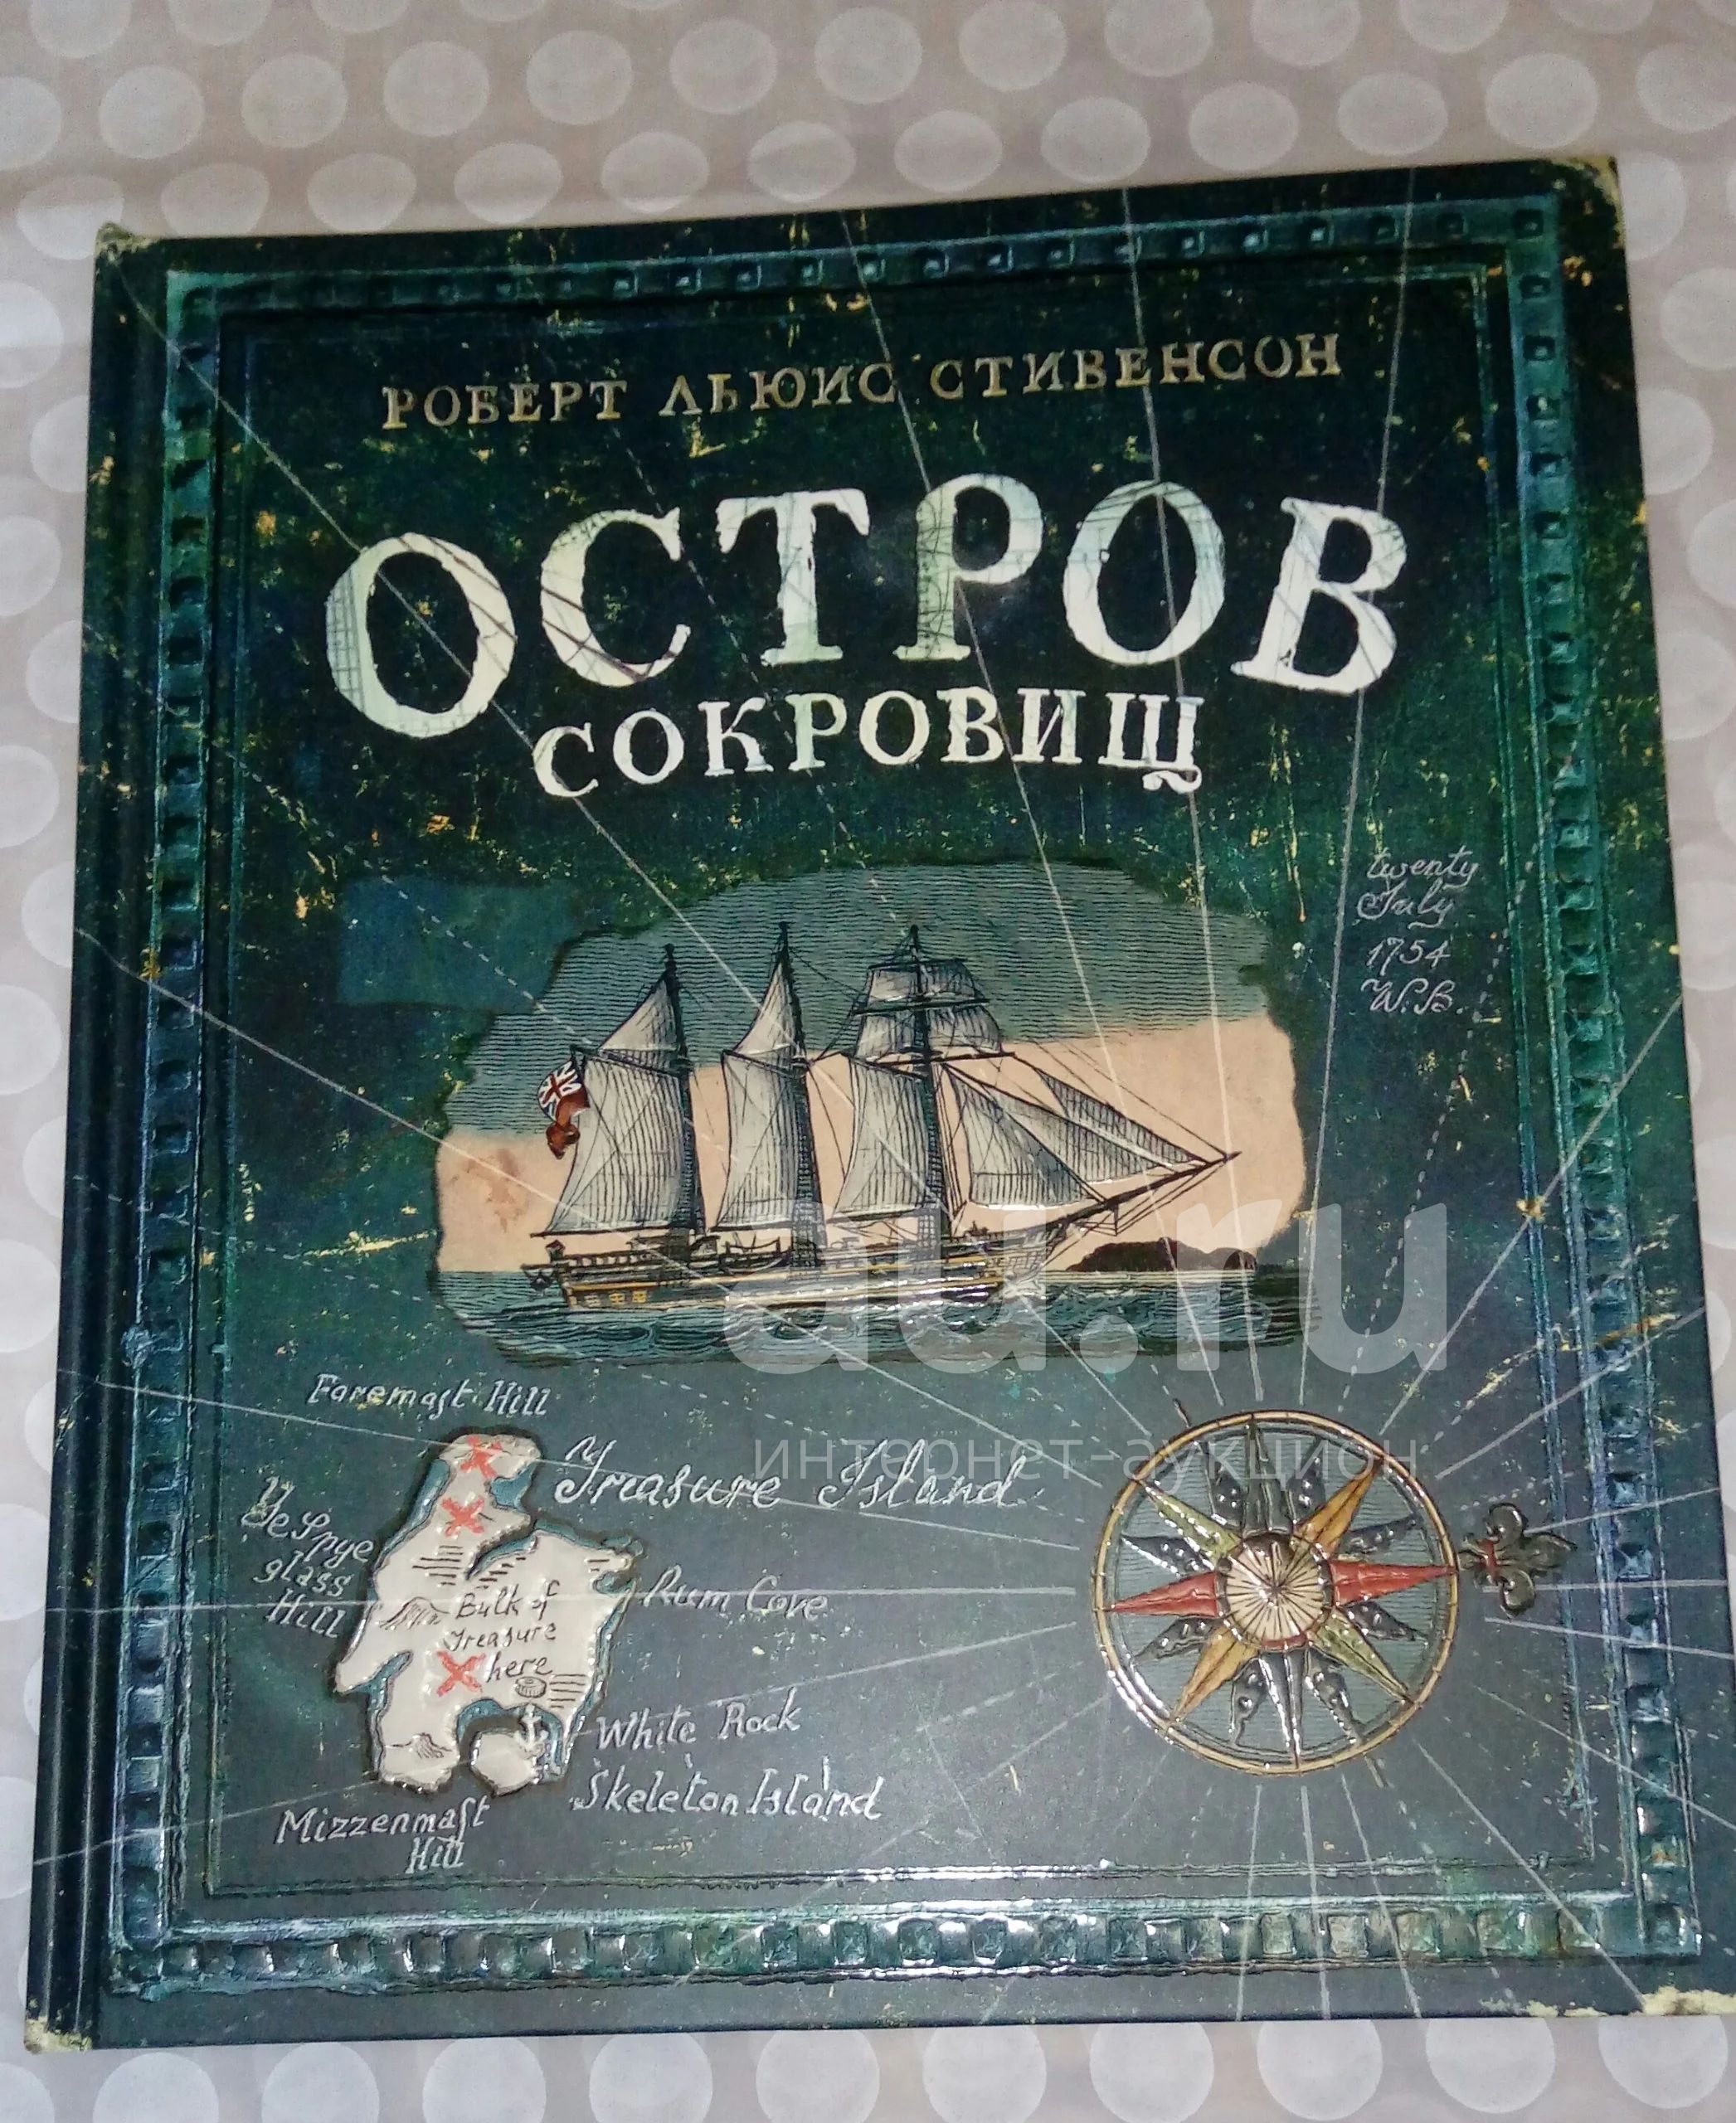 РОБЕРТ ЛЬЮИС СТИВЕНСОН
ОСТРОВ
СОКРОВИЩ
twenty
July
1754
W.B.
au.ru
интернет-аукцион
Faremast Hill
Treasure Island
Ye Spye
glass
Hill
Bulk of
Treasure
here
Rum Cove
White Rock
Skeleton Island
Mizzenmast
Hill